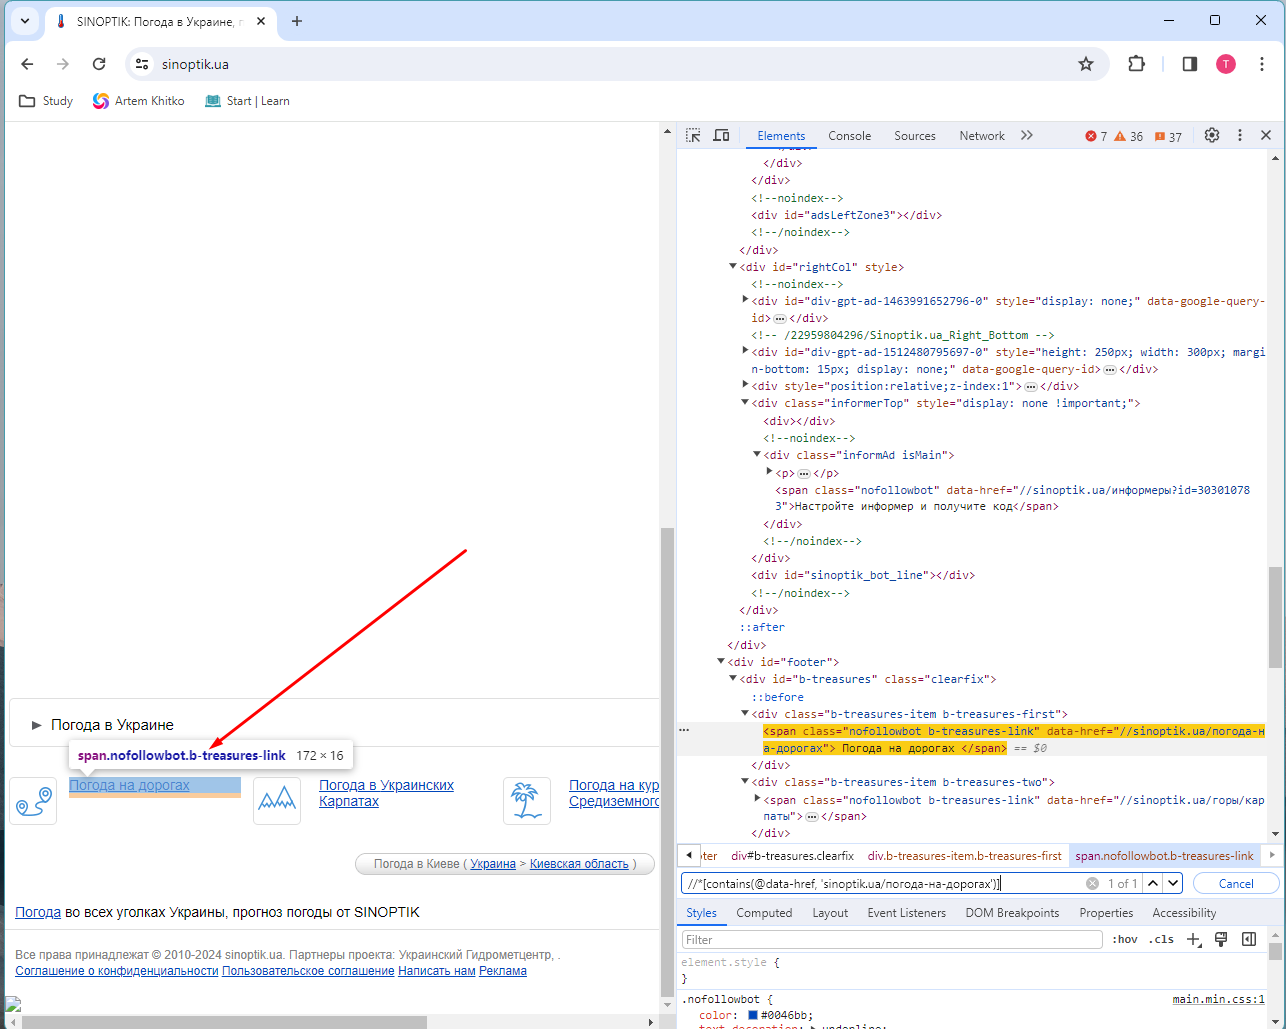 SINOPTIK: Погода в Украине, п
sinoptik.ua
T
Study
Artem Khitko
Start | Learn
Погода в Украине
span.nofollowbot.b-treasures-link 172 × 16
Погода на дорогах
Погода в Украинских
Карпатах
Погода на кур
Средиземного
Погода в Киеве ( Украина > Киевская область )
Погода во всех уголках Украины, прогноз погоды от SINOPTIK
Все права принадлежат © 2010-2024 sinoptik.ua. Партнеры проекта: Украинский Гидрометцентр, .
Соглашение о конфиденциальности Пользовательское соглашение Написать нам Реклама
Elements Console Sources Network 7 36 37
</div>
</div>
<!--noindex-->
<div id="adsLeftZone3"></div>
<!--/noindex-->
</div>
<div id="rightCol" style>
<!--noindex-->
<div id="div-gpt-ad-1463991652796-0" style="display: none;" data-google-query-
id>…</div>
<!-- /22959804296/Sinoptik.ua_Right_Bottom -->
<div id="div-gpt-ad-1512480795697-0" style="height: 250px; width: 300px; margi
n-bottom: 15px; display: none;" data-google-query-id>…</div>
<div style="position:relative;z-index:1">…</div>
<div class="informerTop" style="display: none !important;">
<div></div>
<!--noindex-->
<div class="informAd isMain">
<p>…</p>
<span class="nofollowbot" data-href="//sinoptik.ua/информеры?id=30301078
3">Настройте информер и получите код</span>
</div>
<!--/noindex-->
</div>
<div id="sinoptik_bot_line"></div>
<!--/noindex-->
</div>
::after
</div>
<div id="footer">
<div id="b-treasures" class="clearfix">
::before
<div class="b-treasures-item b-treasures-first">
<span class="nofollowbot b-treasures-link" data-href="//sinoptik.ua/погода-н
а-дорогах"> Погода на дорогах </span> == $0
</div>
<div class="b-treasures-item b-treasures-two">
<span class="nofollowbot b-treasures-link" data-href="//sinoptik.ua/горы/кар
паты">…</span>
</div>
oter div#b-treasures.clearfix div.b-treasures-item.b-treasures-first span.nofollowbot.b-treasures-link
//*[contains(@data-href, 'sinoptik.ua/погода-на-дорогах')] 1 of 1 Cancel
Styles Computed Layout Event Listeners DOM Breakpoints Properties Accessibility
Filter :hov .cls
element.style {
}
.nofollowbot { main.min.css:1
color: #0046bb;
text-decoration: underline;